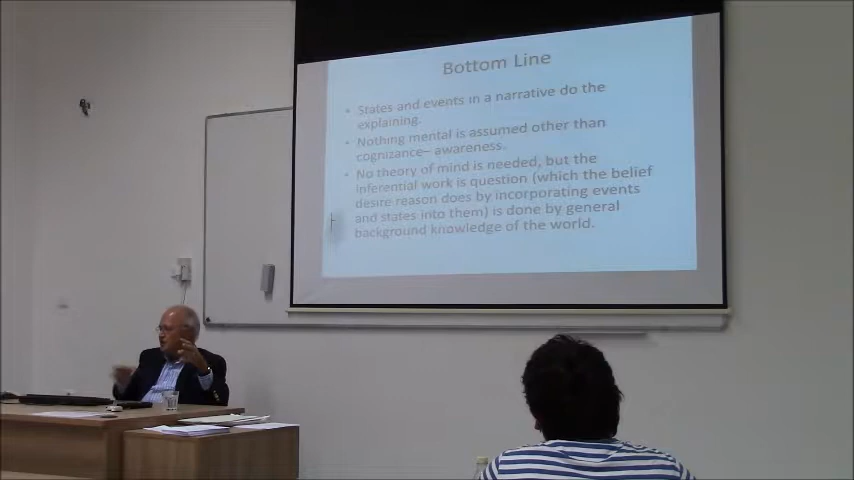 Bottom Line
• States and events in a narrative do the
explaining.
• Nothing mental is assumed other than
cognizance– awareness.
• No theory of mind is needed, but the
inferential work is question (which the belief
desire reason does by incorporating events
and states into them) is done by general
background knowledge of the world.